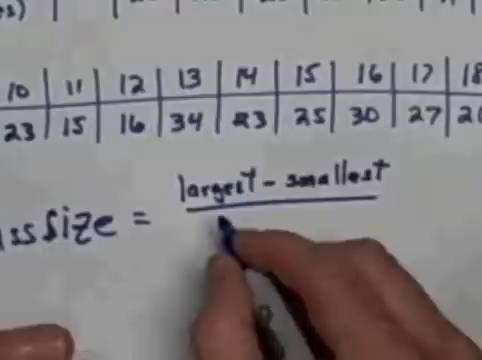 10 11 12 13 14 15 16 17 18
23 15 16 34 23 25 30 27
largest - smallest
Size =